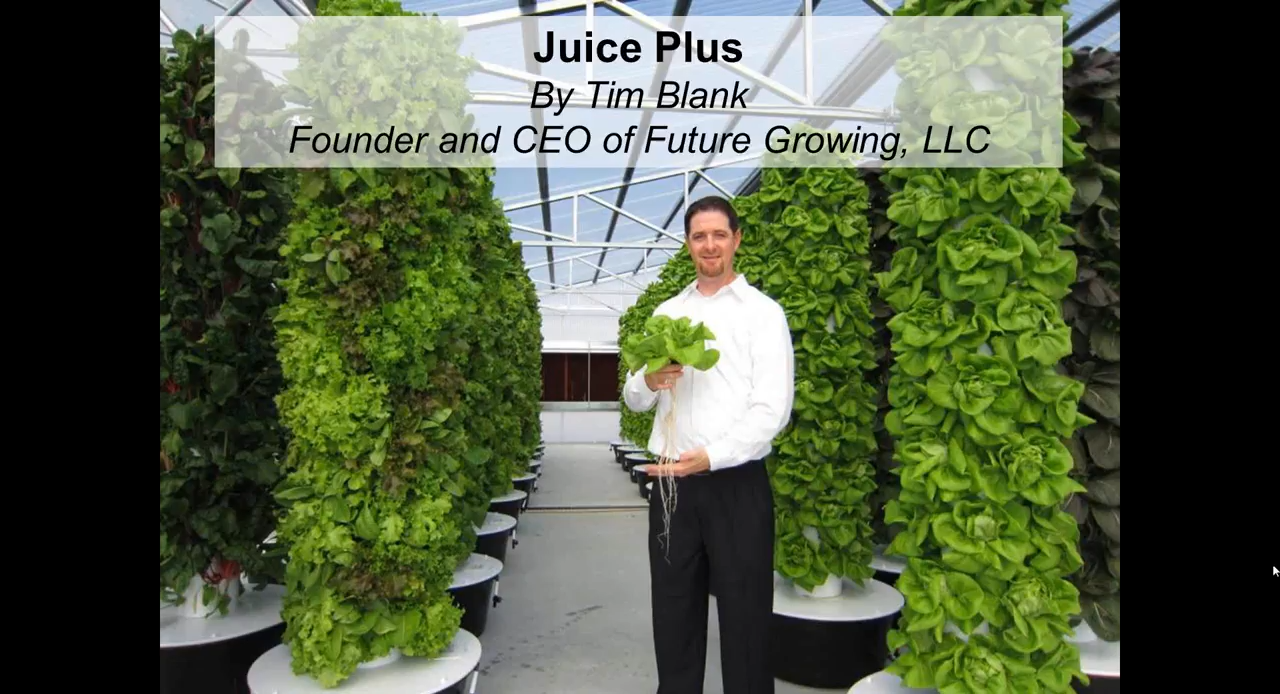 Juice Plus
By Tim Blank
Founder and CEO of Future Growing, LLC